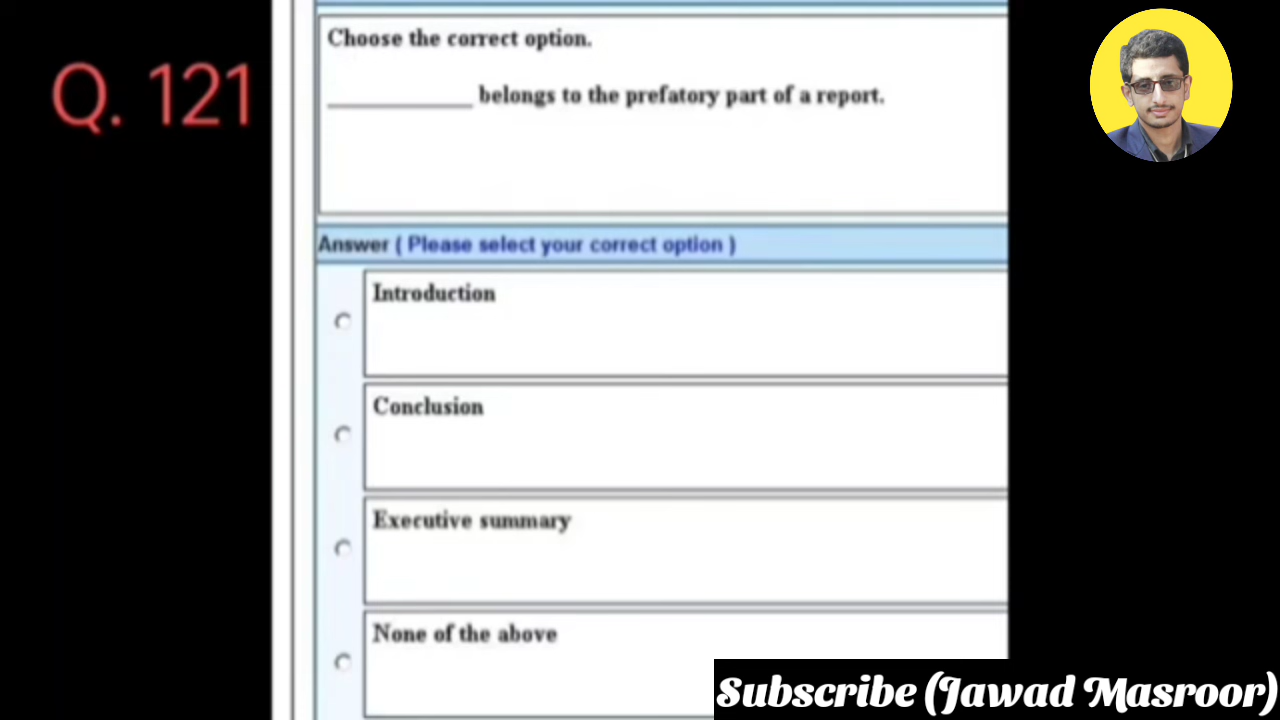 Q. 121
Choose the correct option.
____________ belongs to the prefatory part of a report.
Answer ( Please select your correct option )
Introduction
Conclusion
Executive summary
None of the above
Subscribe (Jawad Masroor)